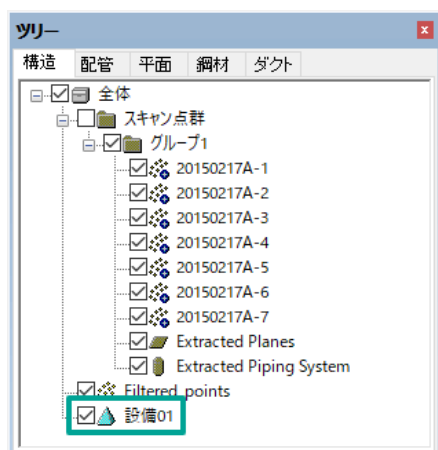 ツリー
構造 配管 平面 鋼材 ダクト
全体
スキャン点群
グループ1
20150217A-1
20150217A-2
20150217A-3
20150217A-4
20150217A-5
20150217A-6
20150217A-7
Extracted Planes
Extracted Piping System
Filtered_points
設備01